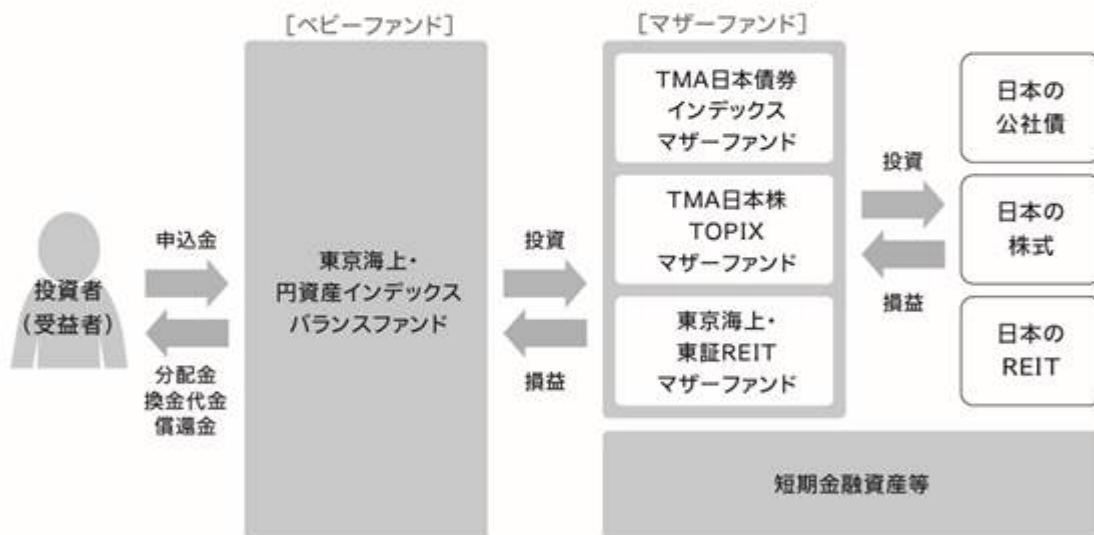 [ベビーファンド]
[マザーファンド]
投資者
(受益者)
申込金
分配金
換金代金
償還金
東京海上・
円資産インデックス
バランスファンド
投資
損益
TMA日本債券
インデックス
マザーファンド
TMA日本株
TOPIX
マザーファンド
東京海上・
東証REIT
マザーファンド
投資
損益
日本の
公社債
日本の
株式
日本の
REIT
短期金融資産等